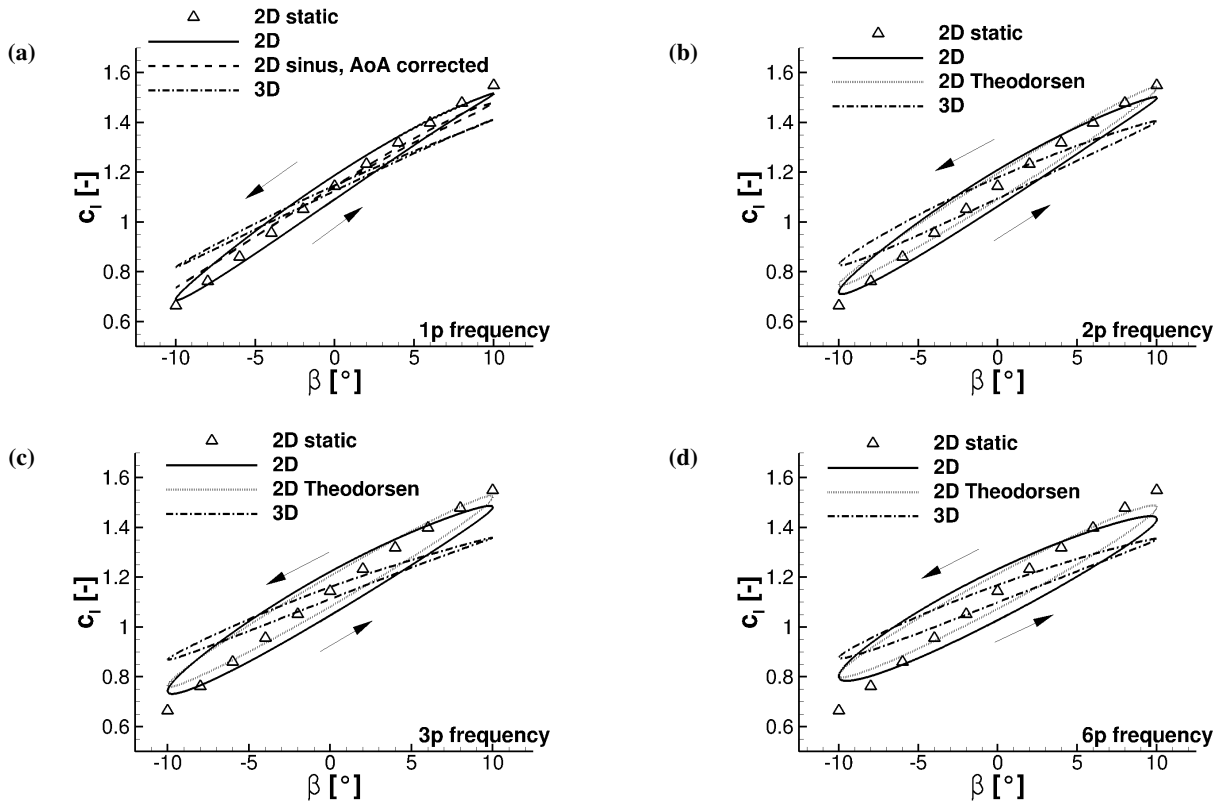 (a)
2D static
2D
2D sinus, AoA corrected
3D
1.6
1.4
1.2
1
0.8
0.6
cl [-]
-10 -5 0 5 10
β [°]
1p frequency
(b)
2D static
2D
2D Theodorsen
3D
1.6
1.4
1.2
1
0.8
0.6
cl [-]
-10 -5 0 5 10
β [°]
2p frequency
(c)
2D static
2D
2D Theodorsen
3D
1.6
1.4
1.2
1
0.8
0.6
cl [-]
-10 -5 0 5 10
β [°]
3p frequency
(d)
2D static
2D
2D Theodorsen
3D
1.6
1.4
1.2
1
0.8
0.6
cl [-]
-10 -5 0 5 10
β [°]
6p frequency